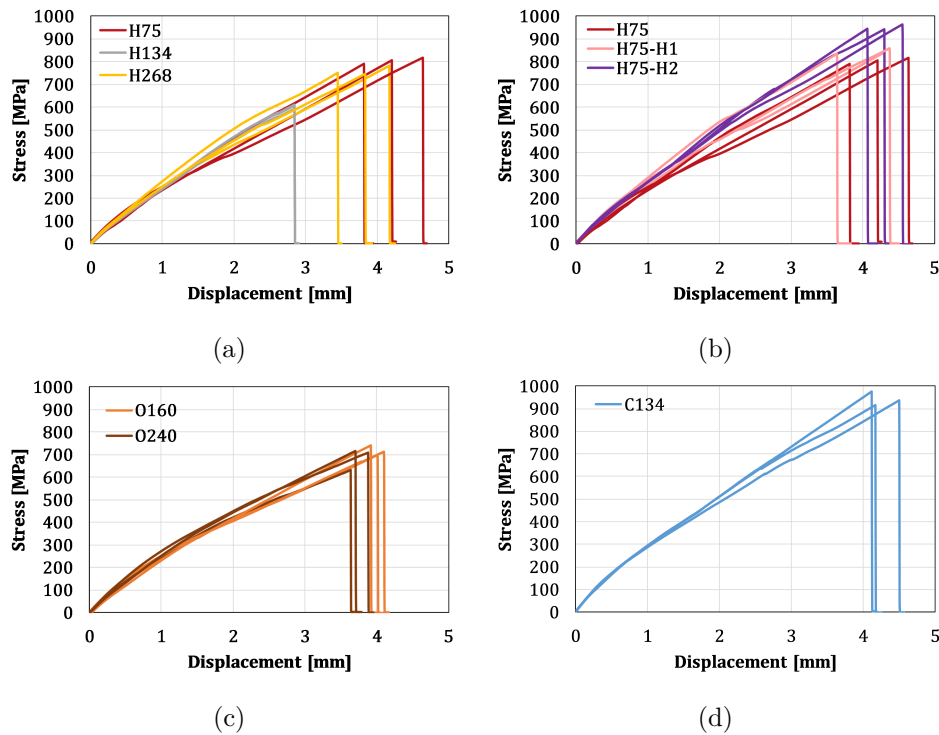 1000
900
800
700
600
500
400
300
200
100
0
Stress [MPa]
H75
H134
H268
0 1 2 3 4 5
Displacement [mm]
(a)
1000
900
800
700
600
500
400
300
200
100
0
Stress [MPa]
H75
H75-H1
H75-H2
0 1 2 3 4 5
Displacement [mm]
(b)
1000
900
800
700
600
500
400
300
200
100
0
Stress [MPa]
O160
O240
0 1 2 3 4 5
Displacement [mm]
(c)
1000
900
800
700
600
500
400
300
200
100
0
Stress [MPa]
C134
0 1 2 3 4 5
Displacement [mm]
(d)